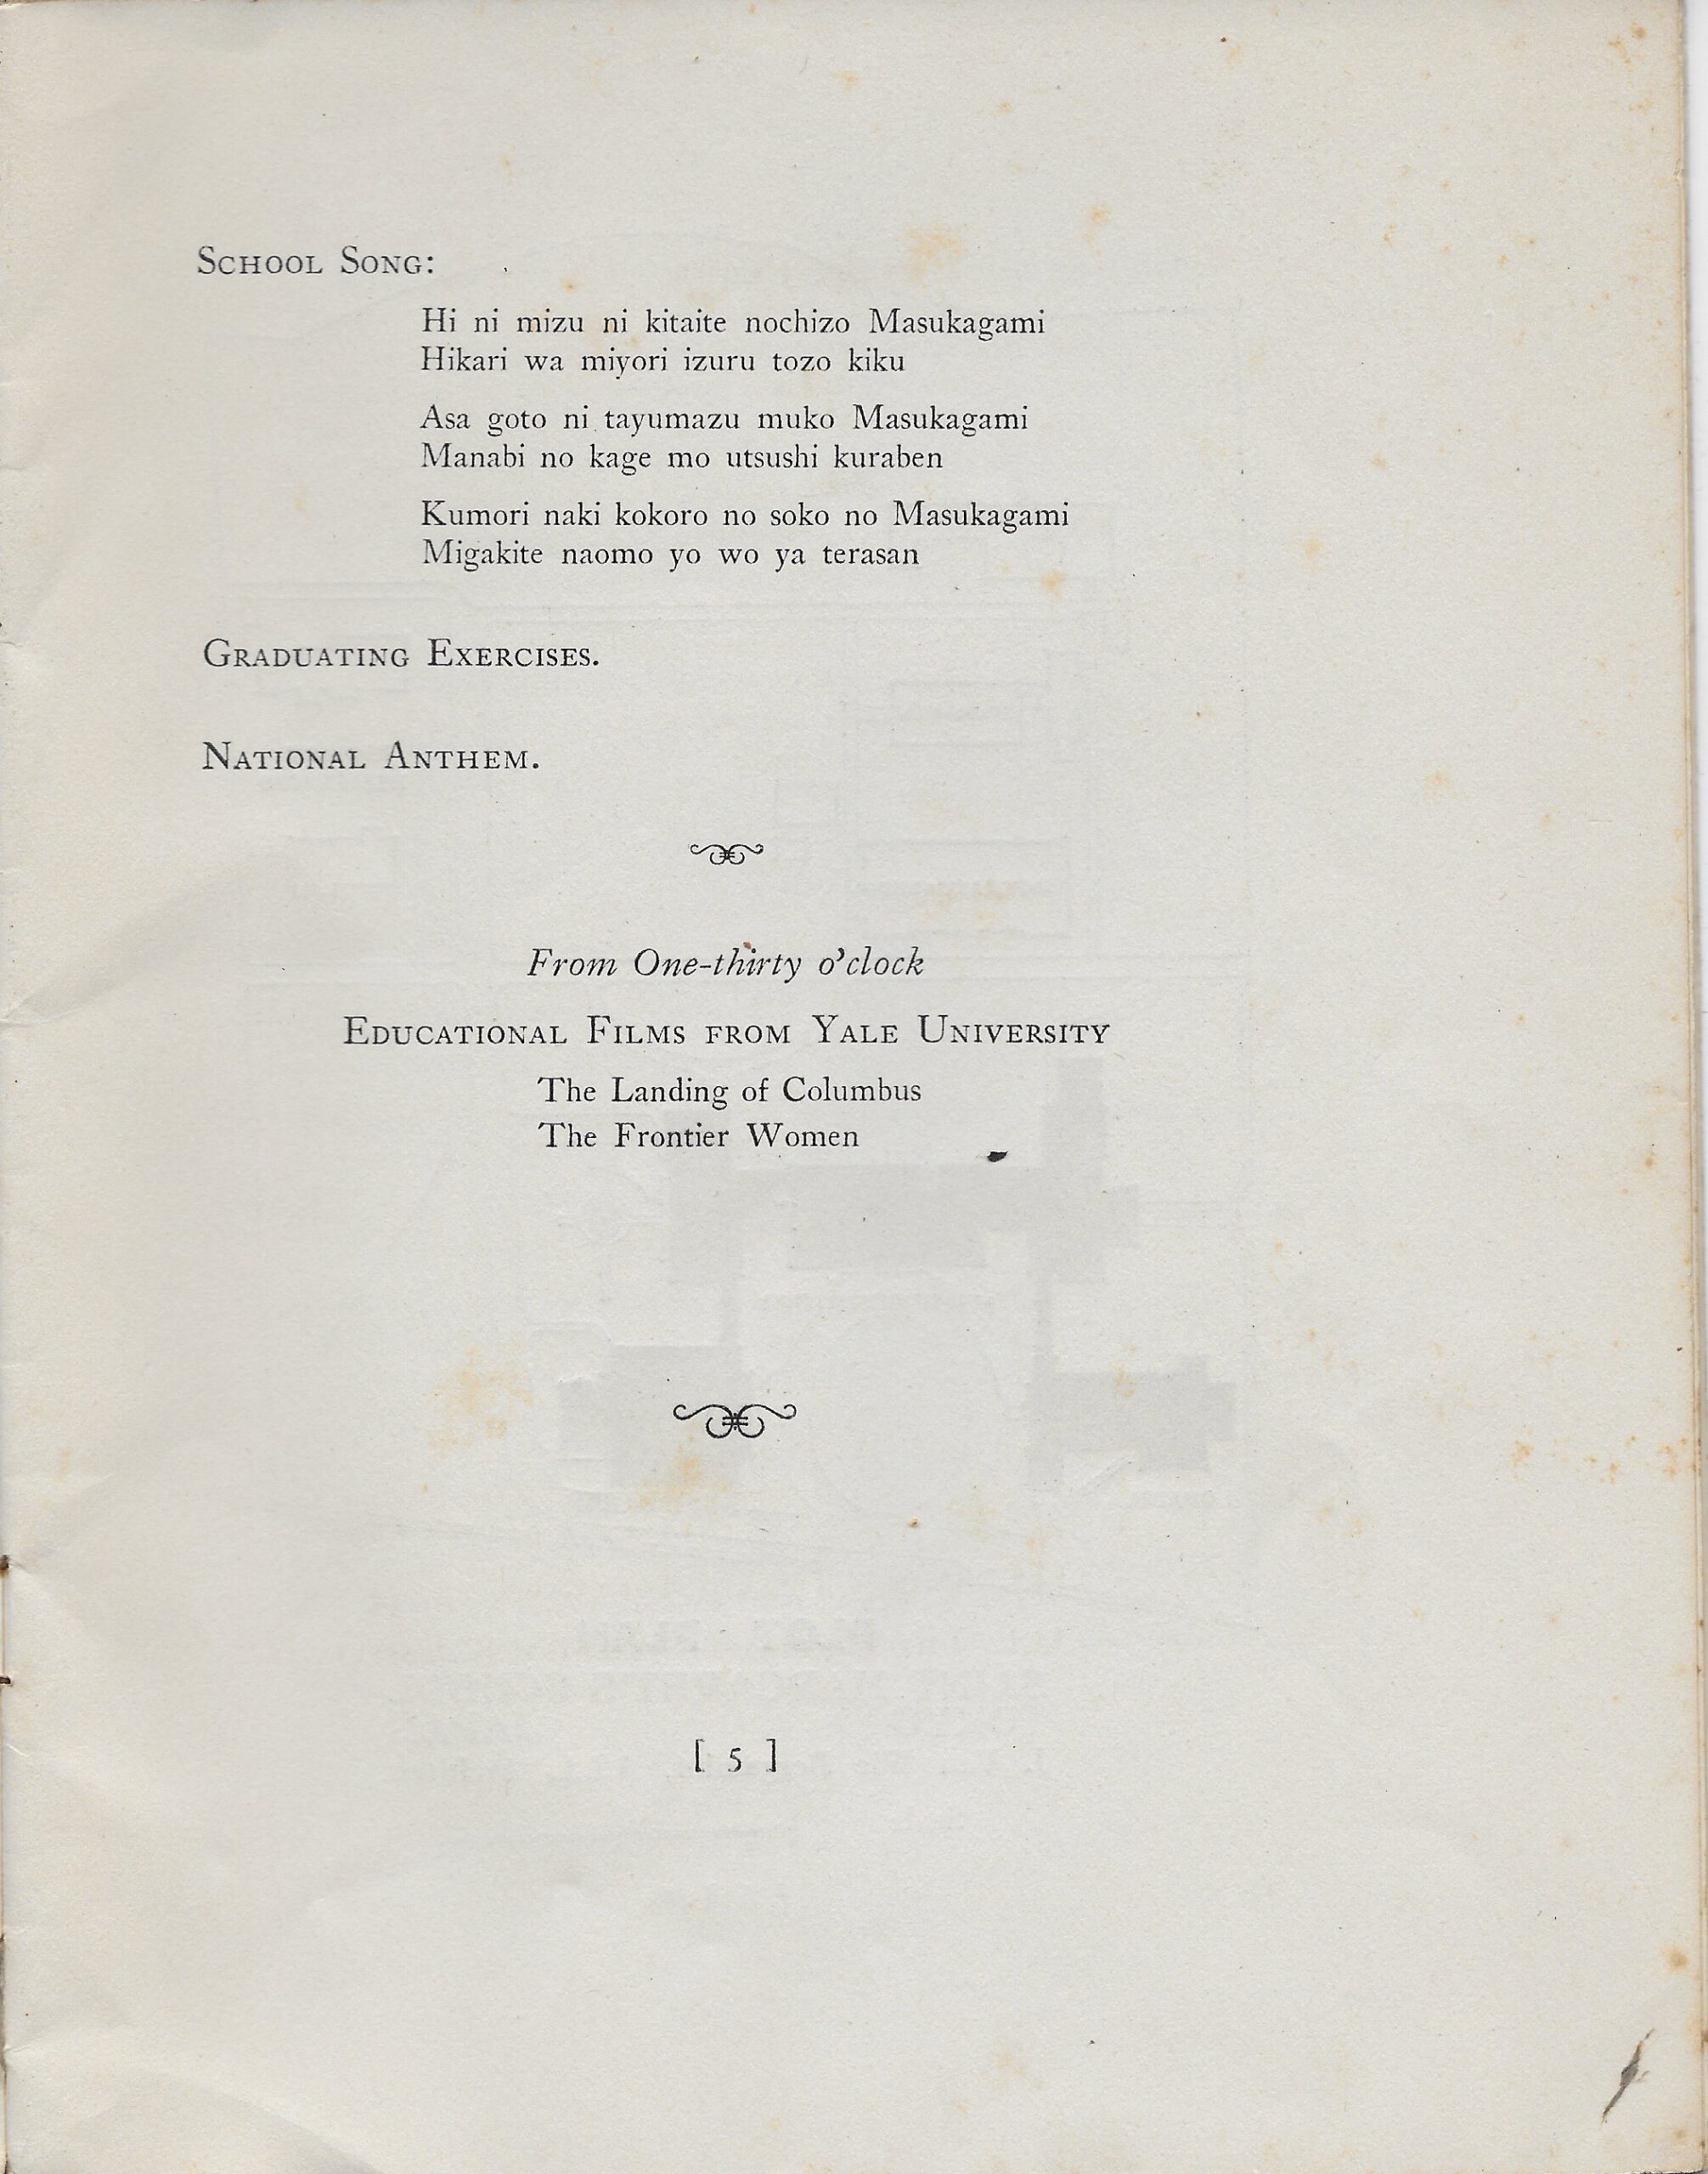 School Song:
Hi ni mizu ni kitaite nochizo Masukagami
Hikari wa miyori izuru tozo kiku
Asa goto ni tayumazu muko Masukagami
Manabi no kage mo utsushi kuraben
Kumori naki kokoro no soko no Masukagami
Migakite naomo yo wo ya terasan
Graduating Exercises.
National Anthem.
From One-thirty o'clock
Educational Films from Yale University
The Landing of Columbus
The Frontier Women
[ 5 ]